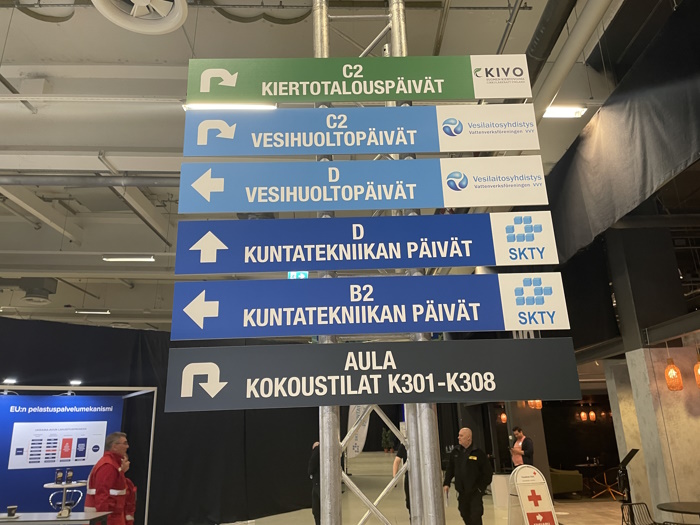 C2
KIERTOTALOUSPÄIVÄT
KIVO
C2
VESIHUOLTOPÄIVÄT
Vesilaitosyhdistys
Vattenverksföreningen VVY
D
VESIHUOLTOPÄIVÄT
Vesilaitosyhdistys
Vattenverksföreningen VVY
D
KUNTATEKNIIKAN PÄIVÄT
SKTY
B2
KUNTATEKNIIKAN PÄIVÄT
SKTY
AULA
KOKOUSTILAT K301-K308
EU:n pelastuspalvelumekanismi